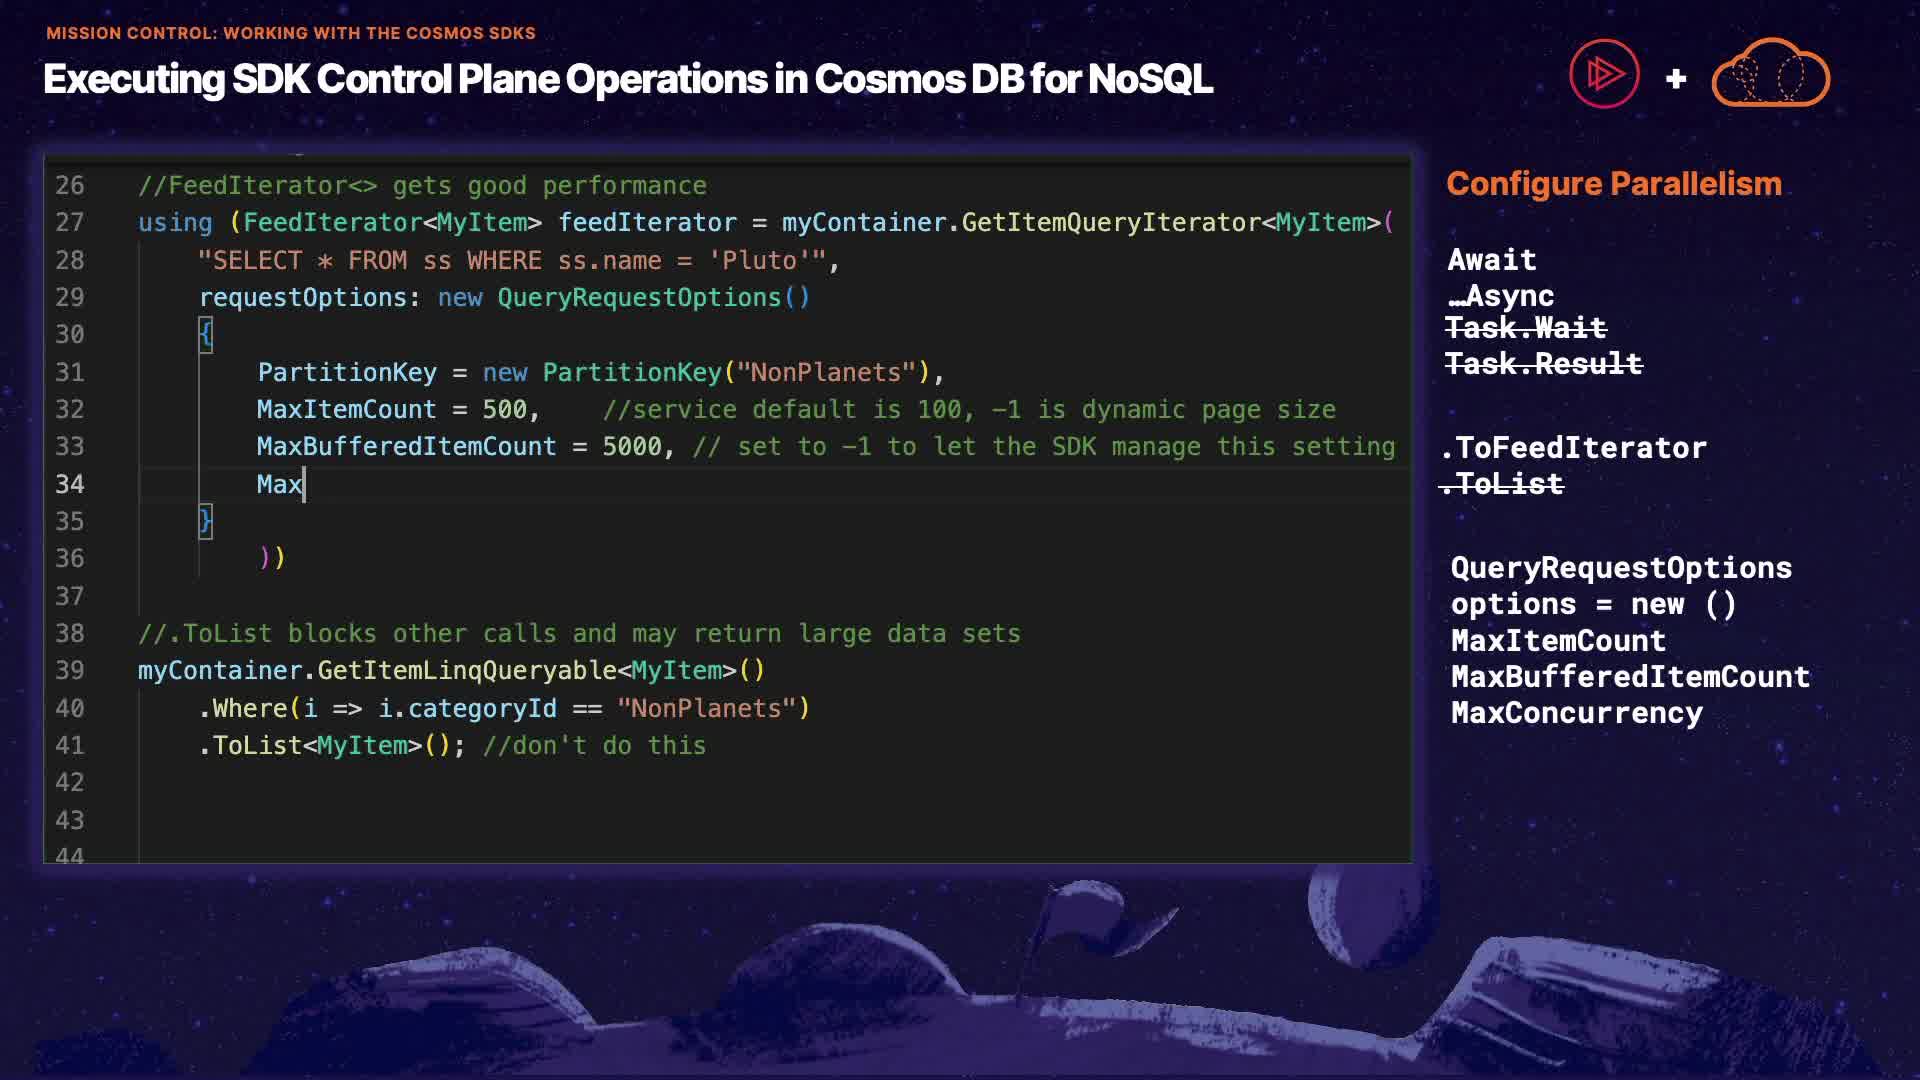 MISSION CONTROL: WORKING WITH THE COSMOS SDKS
Executing SDK Control Plane Operations in Cosmos DB for NoSQL
+
26 //FeedIterator<> gets good performance
27 using (FeedIterator<MyItem> feedIterator = myContainer.GetItemQueryIterator<MyItem>(
28 "SELECT * FROM ss WHERE ss.name = 'Pluto'",
29 requestOptions: new QueryRequestOptions()
30 {
31 PartitionKey = new PartitionKey("NonPlanets"),
32 MaxItemCount = 500, //service default is 100, -1 is dynamic page size
33 MaxBufferedItemCount = 5000, // set to -1 to let the SDK manage this setting
34 Max
35 }
36 ))
37
38 //.ToList blocks other calls and may return large data sets
39 myContainer.GetItemLinqQueryable<MyItem>()
40 .Where(i => i.categoryId == "NonPlanets")
41 .ToList<MyItem>(); //don't do this
42
43
44
Configure Parallelism
Await
…Async
Task.Wait
Task.Result
.ToFeedIterator
.ToList
QueryRequestOptions
options = new ()
MaxItemCount
MaxBufferedItemCount
MaxConcurrency